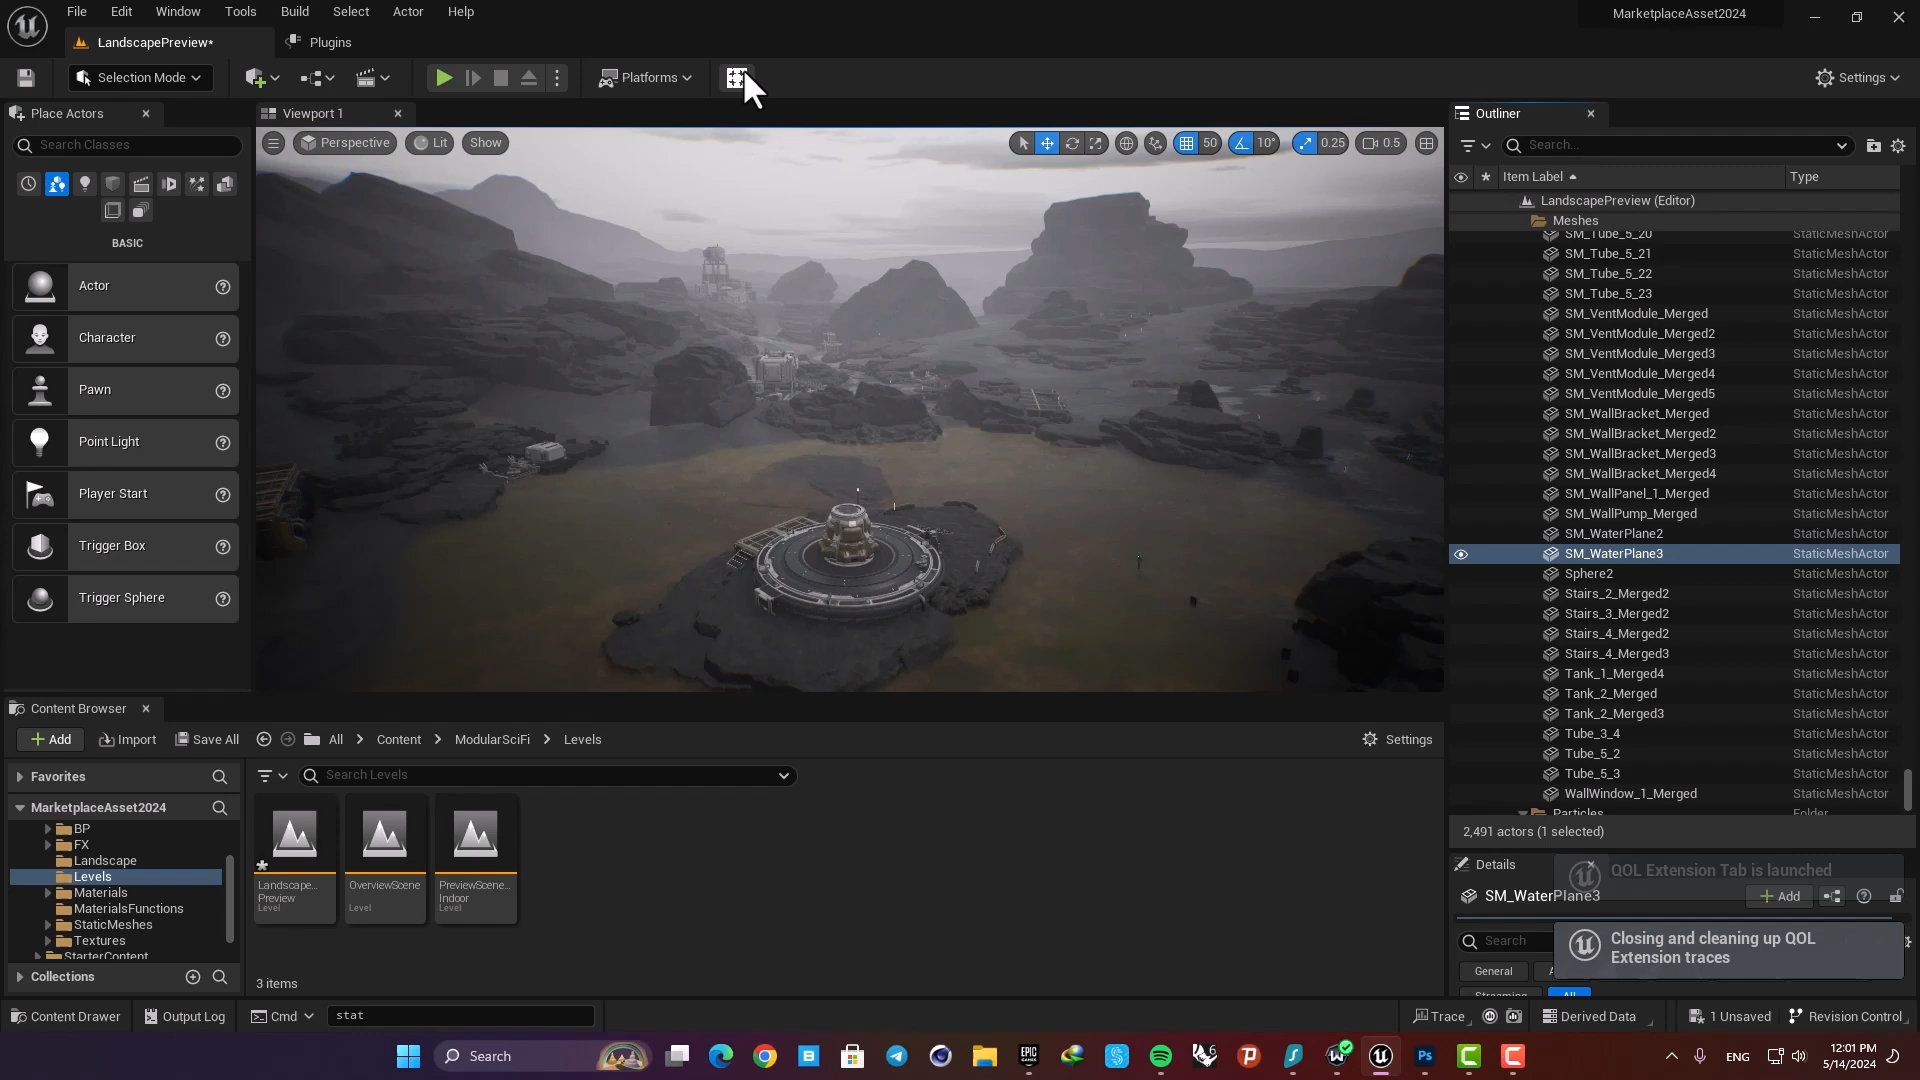 File Edit Window Tools Build Select Actor Help
MarketplaceAsset2024
LandscapePreview*
Plugins
Selection Mode
Platforms
Settings
Place Actors
Viewport 1
Outliner
Search Classes
Perspective
Lit
Show
50
10°
0.25
0.5
Search...
Item Label
Type
BASIC
Actor
Character
Pawn
Point Light
Player Start
Trigger Box
Trigger Sphere
LandscapePreview (Editor)
Meshes
SM_Tube_5_20 StaticMeshActor
SM_Tube_5_21 StaticMeshActor
SM_Tube_5_22 StaticMeshActor
SM_Tube_5_23 StaticMeshActor
SM_VentModule_Merged StaticMeshActor
SM_VentModule_Merged2 StaticMeshActor
SM_VentModule_Merged3 StaticMeshActor
SM_VentModule_Merged4 StaticMeshActor
SM_VentModule_Merged5 StaticMeshActor
SM_WallBracket_Merged StaticMeshActor
SM_WallBracket_Merged2 StaticMeshActor
SM_WallBracket_Merged3 StaticMeshActor
SM_WallBracket_Merged4 StaticMeshActor
SM_WallPanel_1_Merged StaticMeshActor
SM_WallPump_Merged StaticMeshActor
SM_WaterPlane2 StaticMeshActor
SM_WaterPlane3 StaticMeshActor
Sphere2 StaticMeshActor
Stairs_2_Merged2 StaticMeshActor
Stairs_3_Merged2 StaticMeshActor
Stairs_4_Merged2 StaticMeshActor
Stairs_4_Merged3 StaticMeshActor
Tank_1_Merged4 StaticMeshActor
Tank_2_Merged StaticMeshActor
Tank_2_Merged3 StaticMeshActor
Tube_3_4 StaticMeshActor
Tube_5_2 StaticMeshActor
Tube_5_3 StaticMeshActor
WallWindow_1_Merged StaticMeshActor
Particles Folder
2,491 actors (1 selected)
Details
QOL Extension Tab is launched
SM_WaterPlane3
Add
Search
Closing and cleaning up QOL
Extension traces
General
Streaming
All
Content Browser
Add
Import
Save All
All
Content
ModularSciFi
Levels
Settings
Favorites
Search Levels
MarketplaceAsset2024
BP
FX
Landscape
Levels
Materials
MaterialsFunctions
StaticMeshes
Textures
StarterContent
Collections
Landscape...
Preview
Level
OverviewScene
Level
PreviewScene...
Indoor
Level
3 items
Content Drawer
Output Log
Cmd
stat
Trace
Derived Data
1 Unsaved
Revision Control
Search
EPIC
GAMES
6
Ps
ENG
12:01 PM
5/14/2024